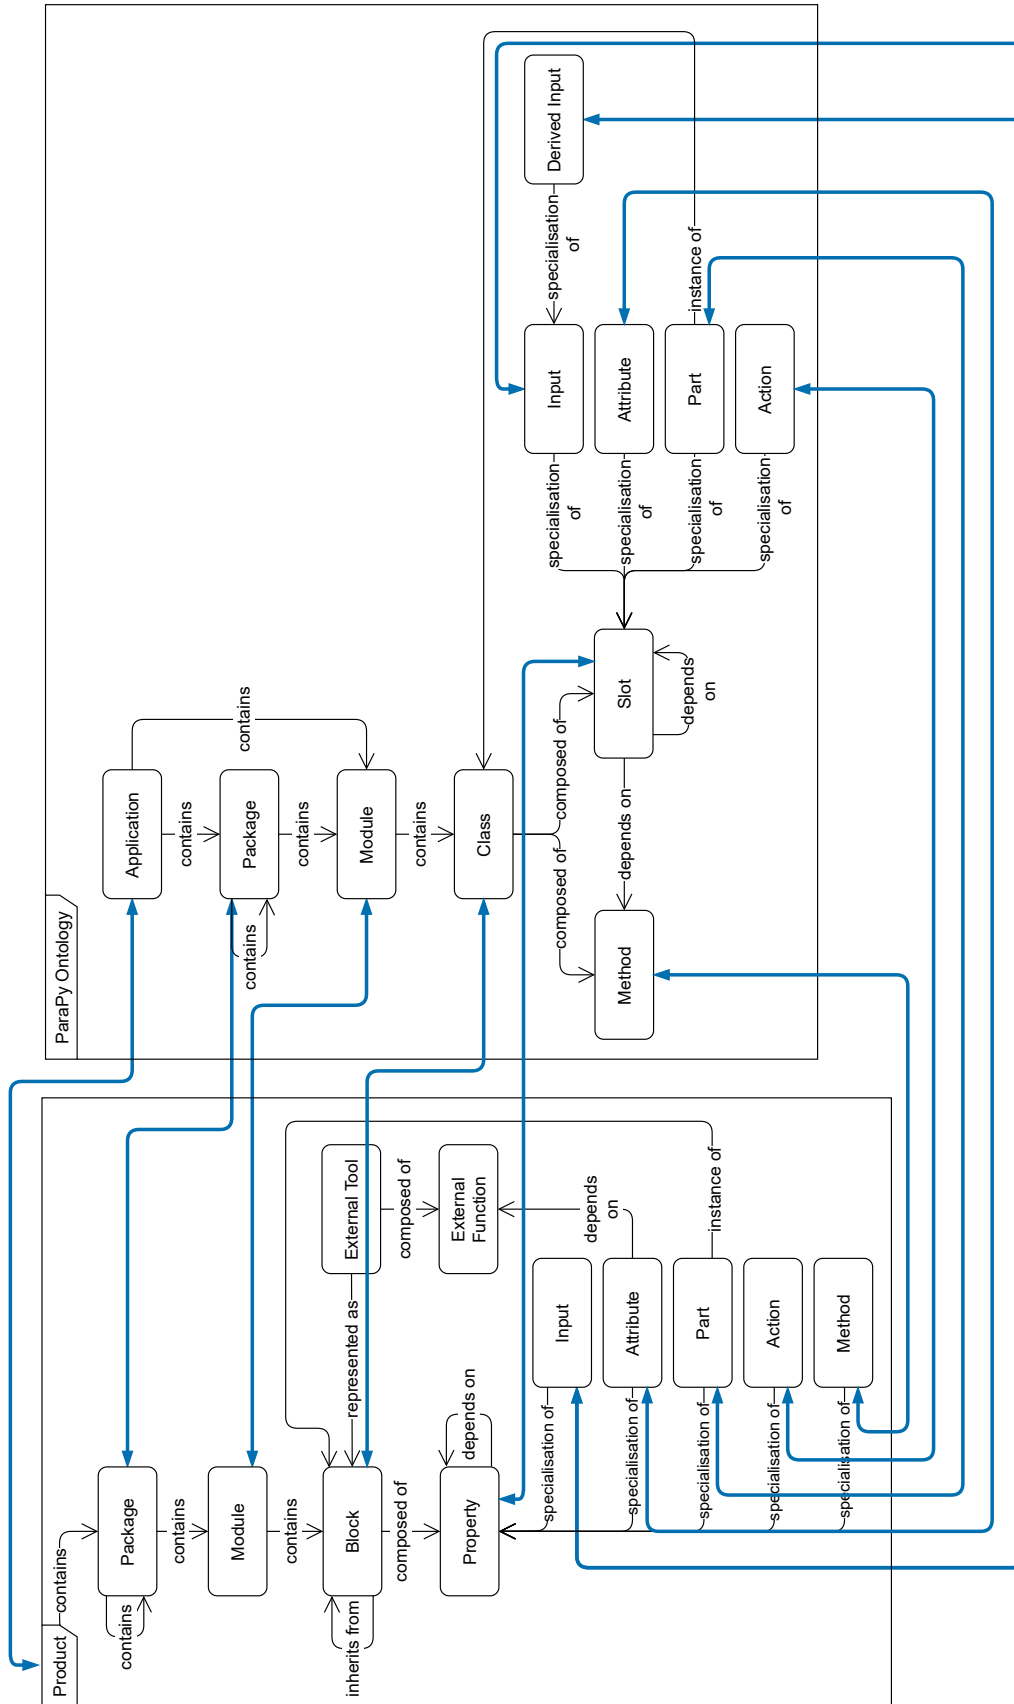 Product
contains
Package
contains
contains
Module
contains
Block
inherits from
represented as
composed of
Property
depends on
External Tool
composed of
External
Function
depends on
instance of
Input
Attribute
Part
Action
Method
specialisation of
specialisation of
specialisation of
specialisation of
specialisation of
ParaPy Ontology
Application
contains
contains
Package
contains
contains
Module
contains
Class
composed of
composed of
Method
depends on
Slot
depends
on
specialisation
of
specialisation
of
specialisation
of
specialisation
of
Input
Attribute
Part
Action
specialisation
of
instance of
Derived Input